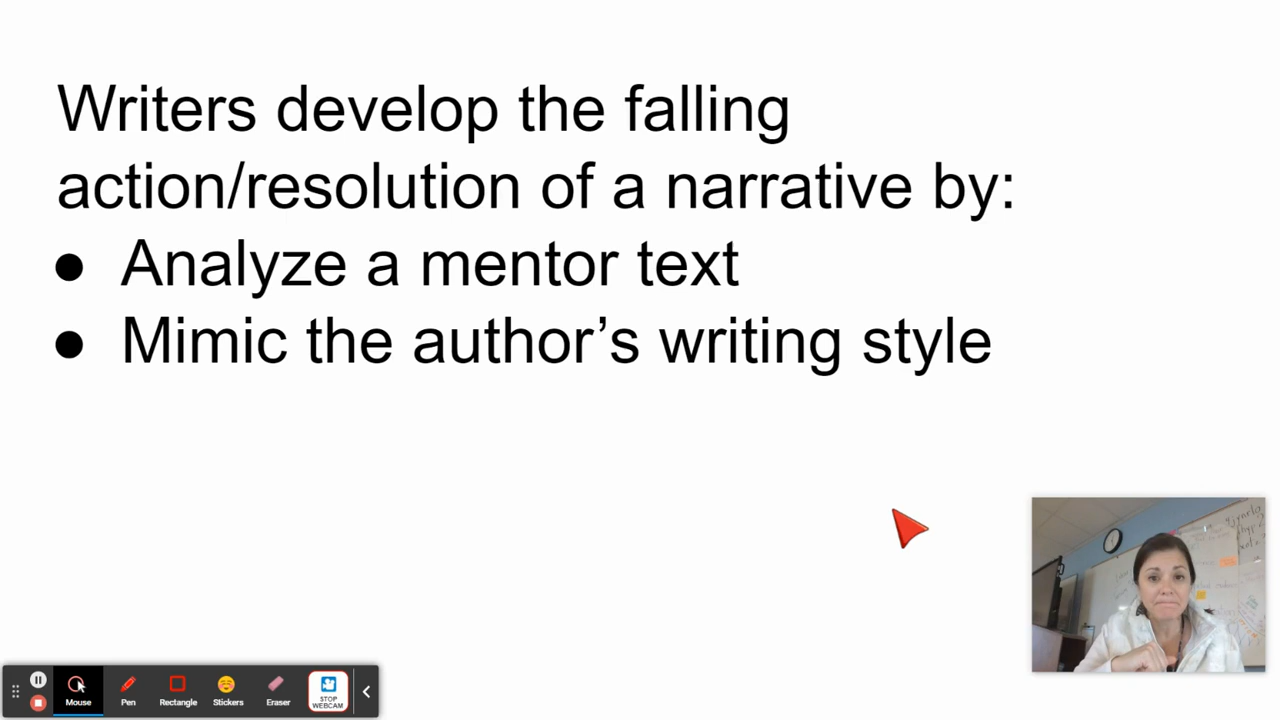 Writers develop the falling
action/resolution of a narrative by:
● Analyze a mentor text
● Mimic the author’s writing style
Mouse
Pen
Rectangle
Stickers
Eraser
STOP
WEBCAM